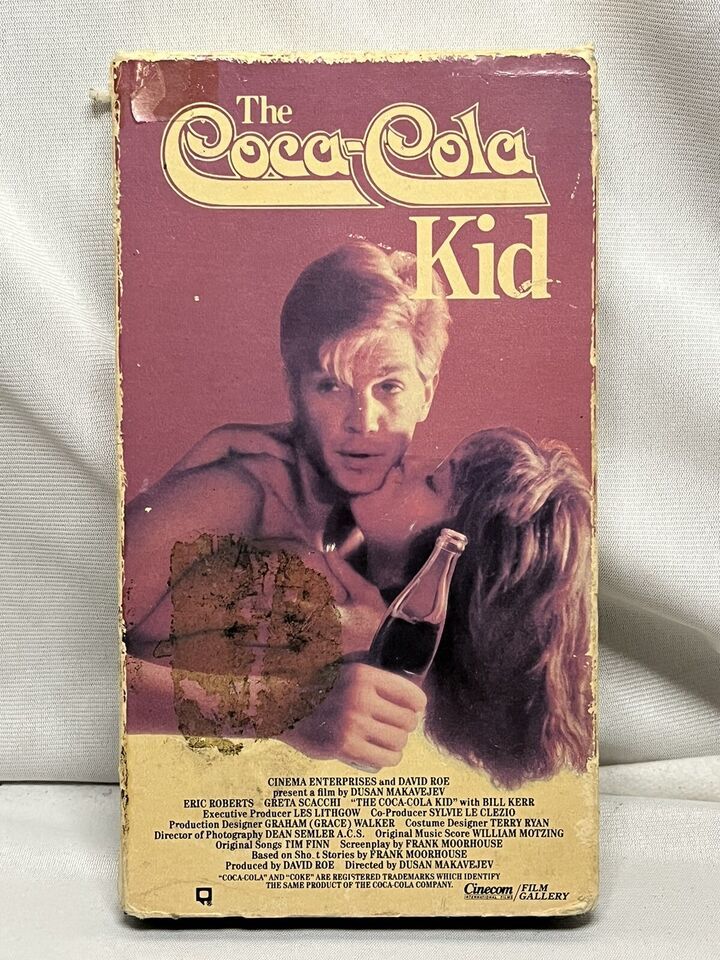 The
Coca-Cola
Kid
CINEMA ENTERPRISES and DAVID ROE
present a film by DUSAN MAKAVEJEV
ERIC ROBERTS GRETA SCACCHI "THE COCA-COLA KID" with BILL KERR
Executive Producer LES LITHGOW Co-Producer SYLVIE LE CLEZIO
Production Designer GRAHAM (GRACE) WALKER Costume Designer TERRY RYAN
Director of Photography DEAN SEMLER A.C.S. Original Music Score WILLIAM MOTZING
Original Songs TIM FINN Screenplay by FRANK MOORHOUSE
Based on Sho t Stories by FRANK MOORHOUSE
Produced by DAVID ROE Directed by DUSAN MAKAVEJEV
"COCA-COLA" AND "COKE" ARE REGISTERED TRADEMARKS WHICH IDENTIFY
THE SAME PRODUCT OF THE COCA-COLA COMPANY.
Cinecom / FILM
INTERNATIONAL FILMS GALLERY